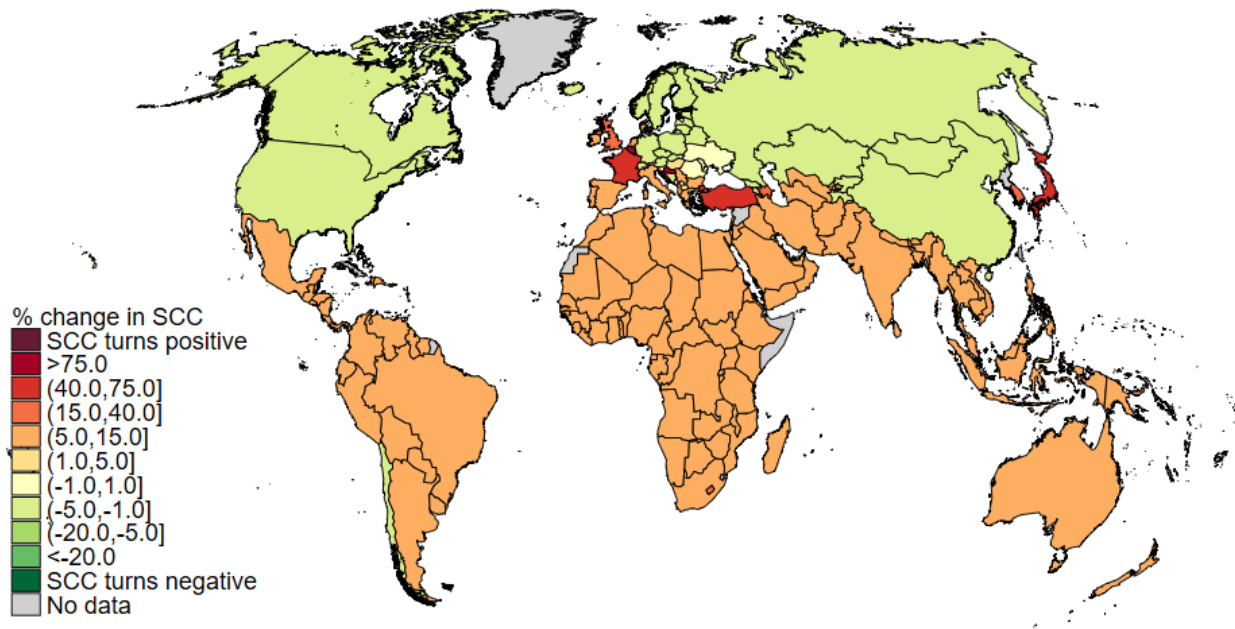 % change in SCC
SCC turns positive
>75.0
(40.0,75.0]
(15.0,40.0]
(5.0,15.0]
(1.0,5.0]
(-1.0,1.0]
(-5.0,-1.0]
(-20.0,-5.0]
<-20.0
SCC turns negative
No data